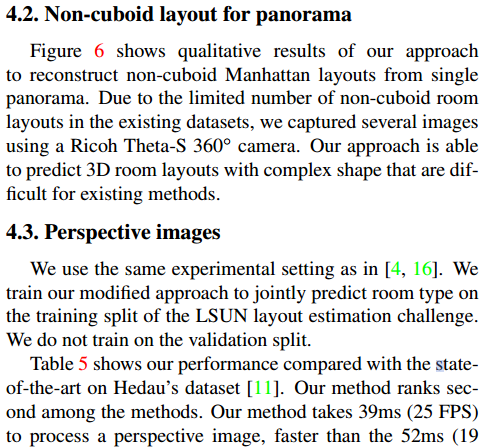 4.2. Non-cuboid layout for panorama
Figure 6 shows qualitative results of our approach
to reconstruct non-cuboid Manhattan layouts from single
panorama. Due to the limited number of non-cuboid room
layouts in the existing datasets, we captured several images
using a Ricoh Theta-S 360° camera. Our approach is able
to predict 3D room layouts with complex shape that are dif-
ficult for existing methods.
4.3. Perspective images
We use the same experimental setting as in [4, 16]. We
train our modified approach to jointly predict room type on
the training split of the LSUN layout estimation challenge.
We do not train on the validation split.
Table 5 shows our performance compared with the state-
of-the-art on Hedau's dataset [11]. Our method ranks sec-
ond among the methods. Our method takes 39ms (25 FPS)
to process a perspective image, faster than the 52ms (19